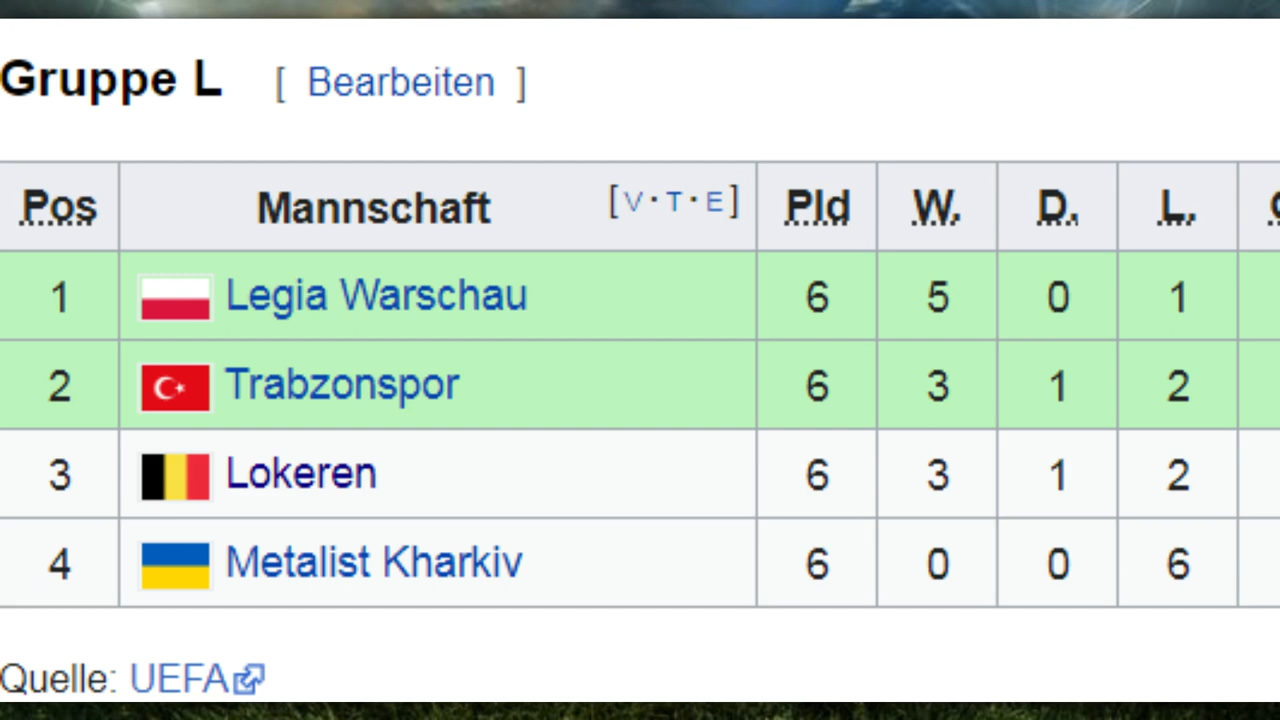 Gruppe L [ Bearbeiten ]
Pos Mannschaft [V·T·E] Pld W. D. L.
1 Legia Warschau 6 5 0 1
2 Trabzonspor 6 3 1 2
3 Lokeren 6 3 1 2
4 Metalist Kharkiv 6 0 0 6
Quelle: UEFA